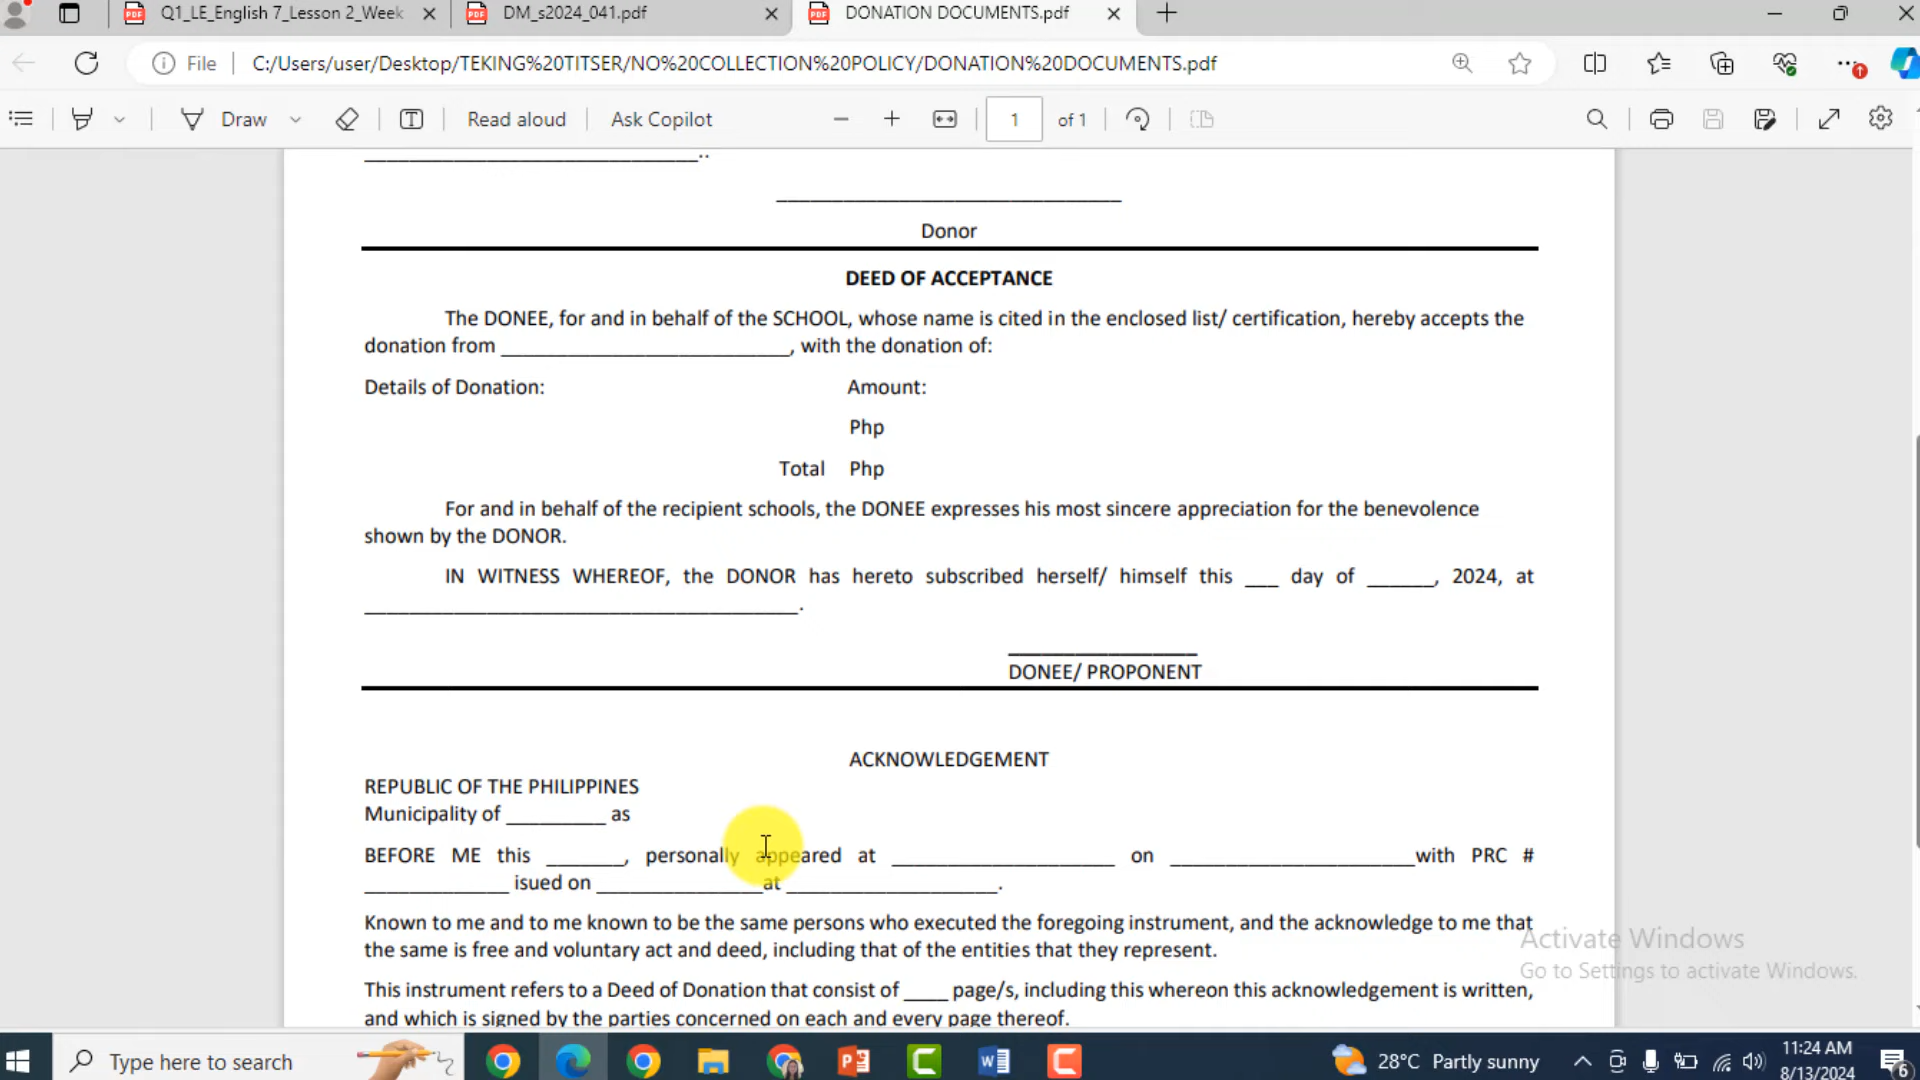 Q1_LE_English 7_Lesson 2_Week
DM_s2024_041.pdf
DONATION DOCUMENTS.pdf
File
C:/Users/user/Desktop/TEKING%20TITSER/NO%20COLLECTION%20POLICY/DONATION%20DOCUMENTS.pdf
Draw
Read aloud
Ask Copilot
1 of 1
______________________________..
_______________________________
Donor
DEED OF ACCEPTANCE
The DONEE, for and in behalf of the SCHOOL, whose name is cited in the enclosed list/ certification, hereby accepts the
donation from __________________________, with the donation of:
Details of Donation: Amount:
Php
Total Php
For and in behalf of the recipient schools, the DONEE expresses his most sincere appreciation for the benevolence
shown by the DONOR.
IN WITNESS WHEREOF, the DONOR has hereto subscribed herself/ himself this ___ day of ______, 2024, at
_______________________________________.
_________________
DONEE/ PROPONENT
ACKNOWLEDGEMENT
REPUBLIC OF THE PHILIPPINES
Municipality of _________ as
BEFORE ME this _______, personally appeared at ____________________ on ______________________with PRC #
_____________ isued on _______________at ___________________.
Known to me and to me known to be the same persons who executed the foregoing instrument, and the acknowledge to me that
the same is free and voluntary act and deed, including that of the entities that they represent.
This instrument refers to a Deed of Donation that consist of ____ page/s, including this whereon this acknowledgement is written,
and which is signed by the parties concerned on each and every page thereof.
Activate Windows
Go to Settings to activate Windows.
Type here to search
28°C Partly sunny
11:24 AM
8/13/2024
6